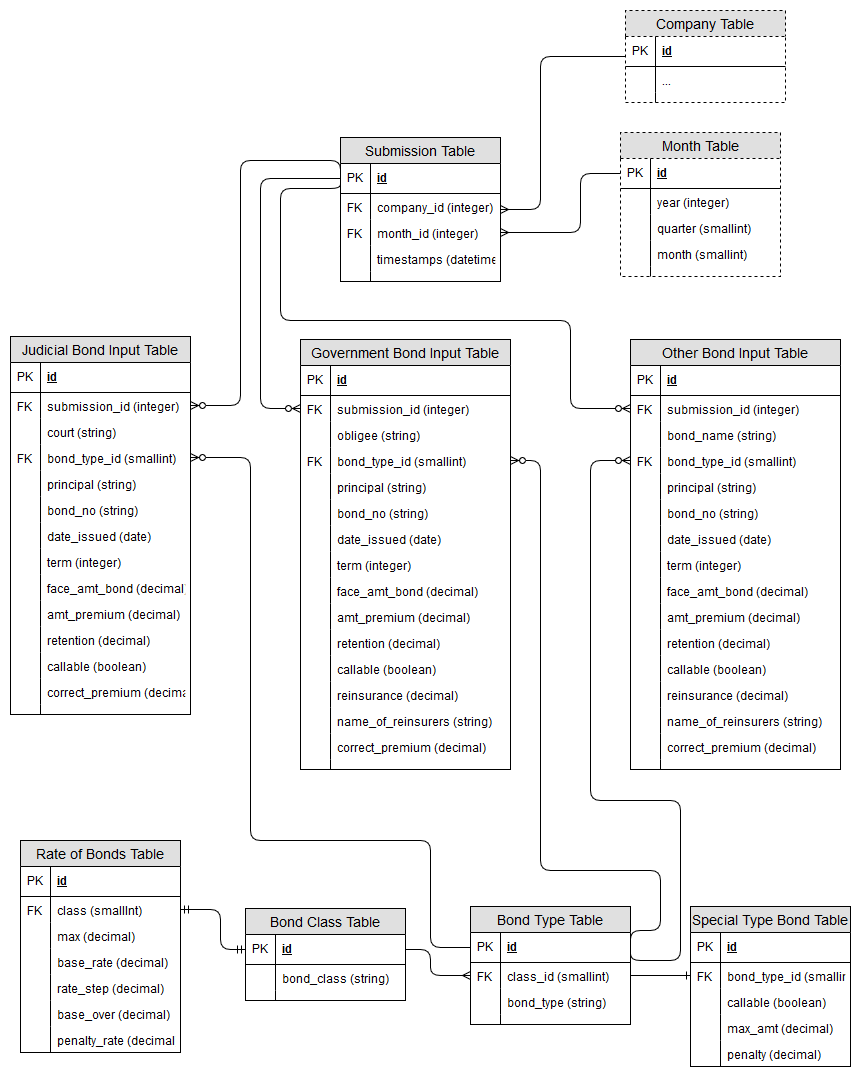 Company Table
PK id
...
Submission Table
PK id
FK company_id (integer)
FK month_id (integer)
timestamps (datetime
Month Table
PK id
year (integer)
quarter (smallint)
month (smallint)
Judicial Bond Input Table
PK id
FK submission_id (integer)
court (string)
FK bond_type_id (smallint)
principal (string)
bond_no (string)
date_issued (date)
term (integer)
face_amt_bond (decimal)
amt_premium (decimal)
retention (decimal)
callable (boolean)
correct_premium (decima
Government Bond Input Table
PK id
FK submission_id (integer)
obligee (string)
FK bond_type_id (smallint)
principal (string)
bond_no (string)
date_issued (date)
term (integer)
face_amt_bond (decimal)
amt_premium (decimal)
retention (decimal)
callable (boolean)
reinsurance (decimal)
name_of_reinsurers (string)
correct_premium (decimal)
Other Bond Input Table
PK id
FK submission_id (integer)
bond_name (string)
FK bond_type_id (smallint)
principal (string)
bond_no (string)
date_issued (date)
term (integer)
face_amt_bond (decimal)
amt_premium (decimal)
retention (decimal)
callable (boolean)
reinsurance (decimal)
name_of_reinsurers (string)
correct_premium (decimal)
Rate of Bonds Table
PK id
FK class (smallInt)
max (decimal)
base_rate (decimal)
rate_step (decimal)
base_over (decimal)
penalty_rate (decimal
Bond Class Table
PK id
bond_class (string)
Bond Type Table
PK id
FK class_id (smallint)
bond_type (string)
Special Type Bond Table
PK id
FK bond_type_id (smallin
callable (boolean)
max_amt (decimal)
penalty (decimal)